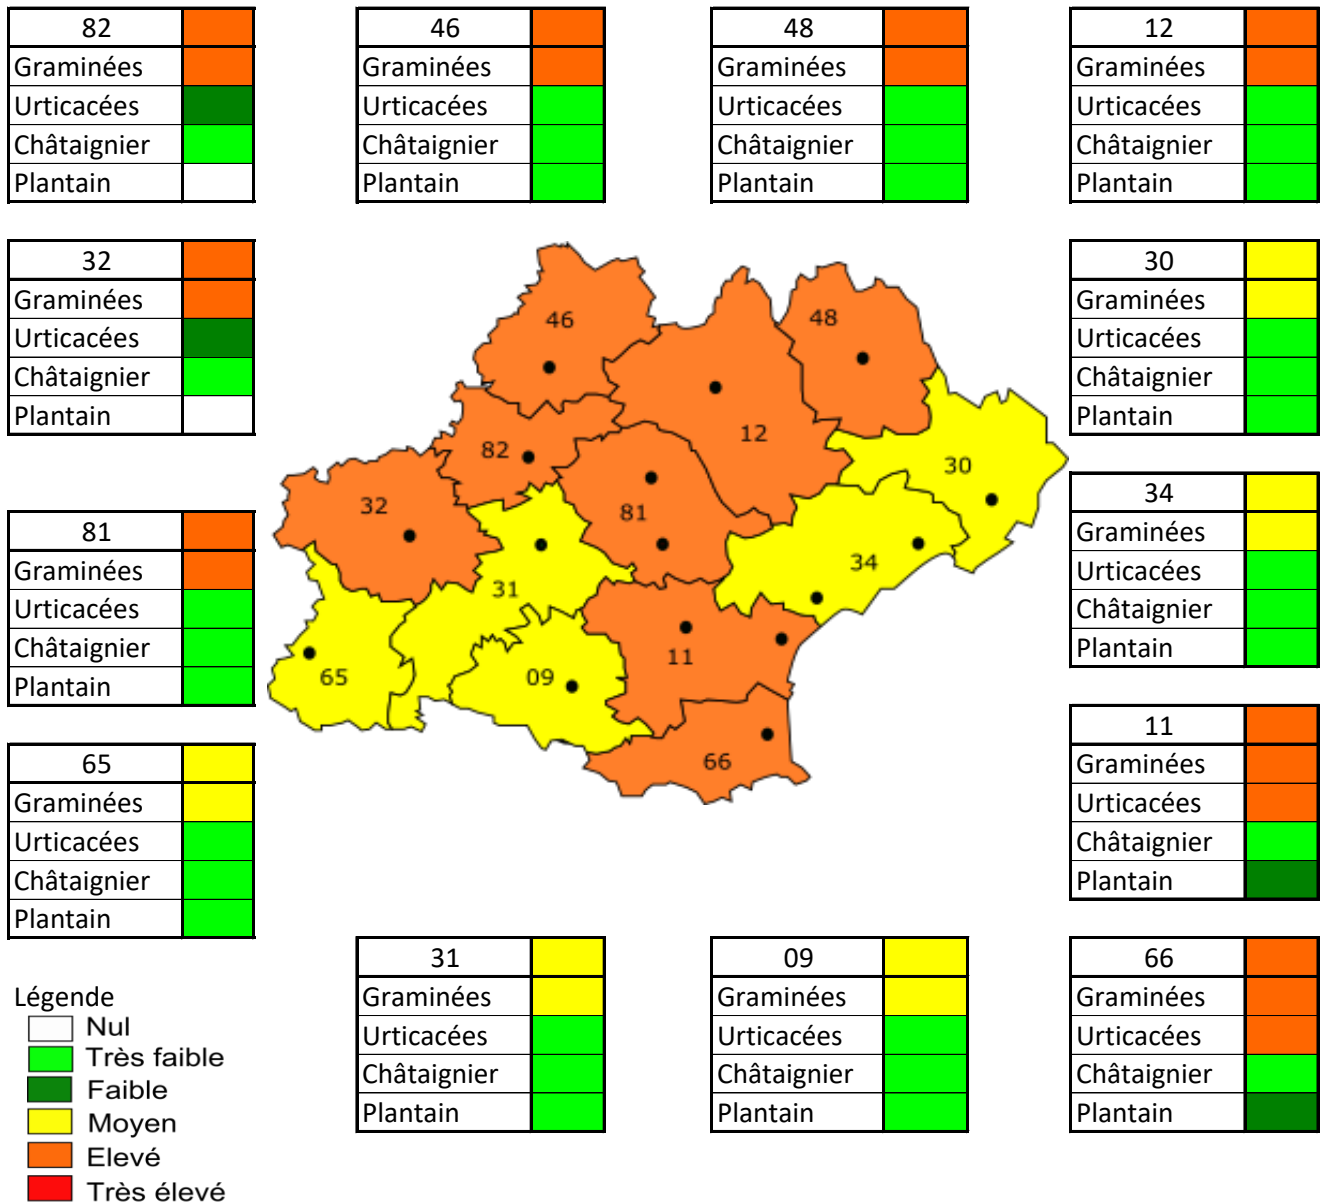 82
Graminées
Urticacées
Châtaignier
Plantain
46
Graminées
Urticacées
Châtaignier
Plantain
48
Graminées
Urticacées
Châtaignier
Plantain
12
Graminées
Urticacées
Châtaignier
Plantain
32
Graminées
Urticacées
Châtaignier
Plantain
46
48
12
82
30
32
81
34
31
11
65
09
66
30
Graminées
Urticacées
Châtaignier
Plantain
81
Graminées
Urticacées
Châtaignier
Plantain
34
Graminées
Urticacées
Châtaignier
Plantain
65
Graminées
Urticacées
Châtaignier
Plantain
11
Graminées
Urticacées
Châtaignier
Plantain
31
Graminées
Urticacées
Châtaignier
Plantain
09
Graminées
Urticacées
Châtaignier
Plantain
66
Graminées
Urticacées
Châtaignier
Plantain
Légende
Nul
Très faible
Faible
Moyen
Elevé
Très élevé